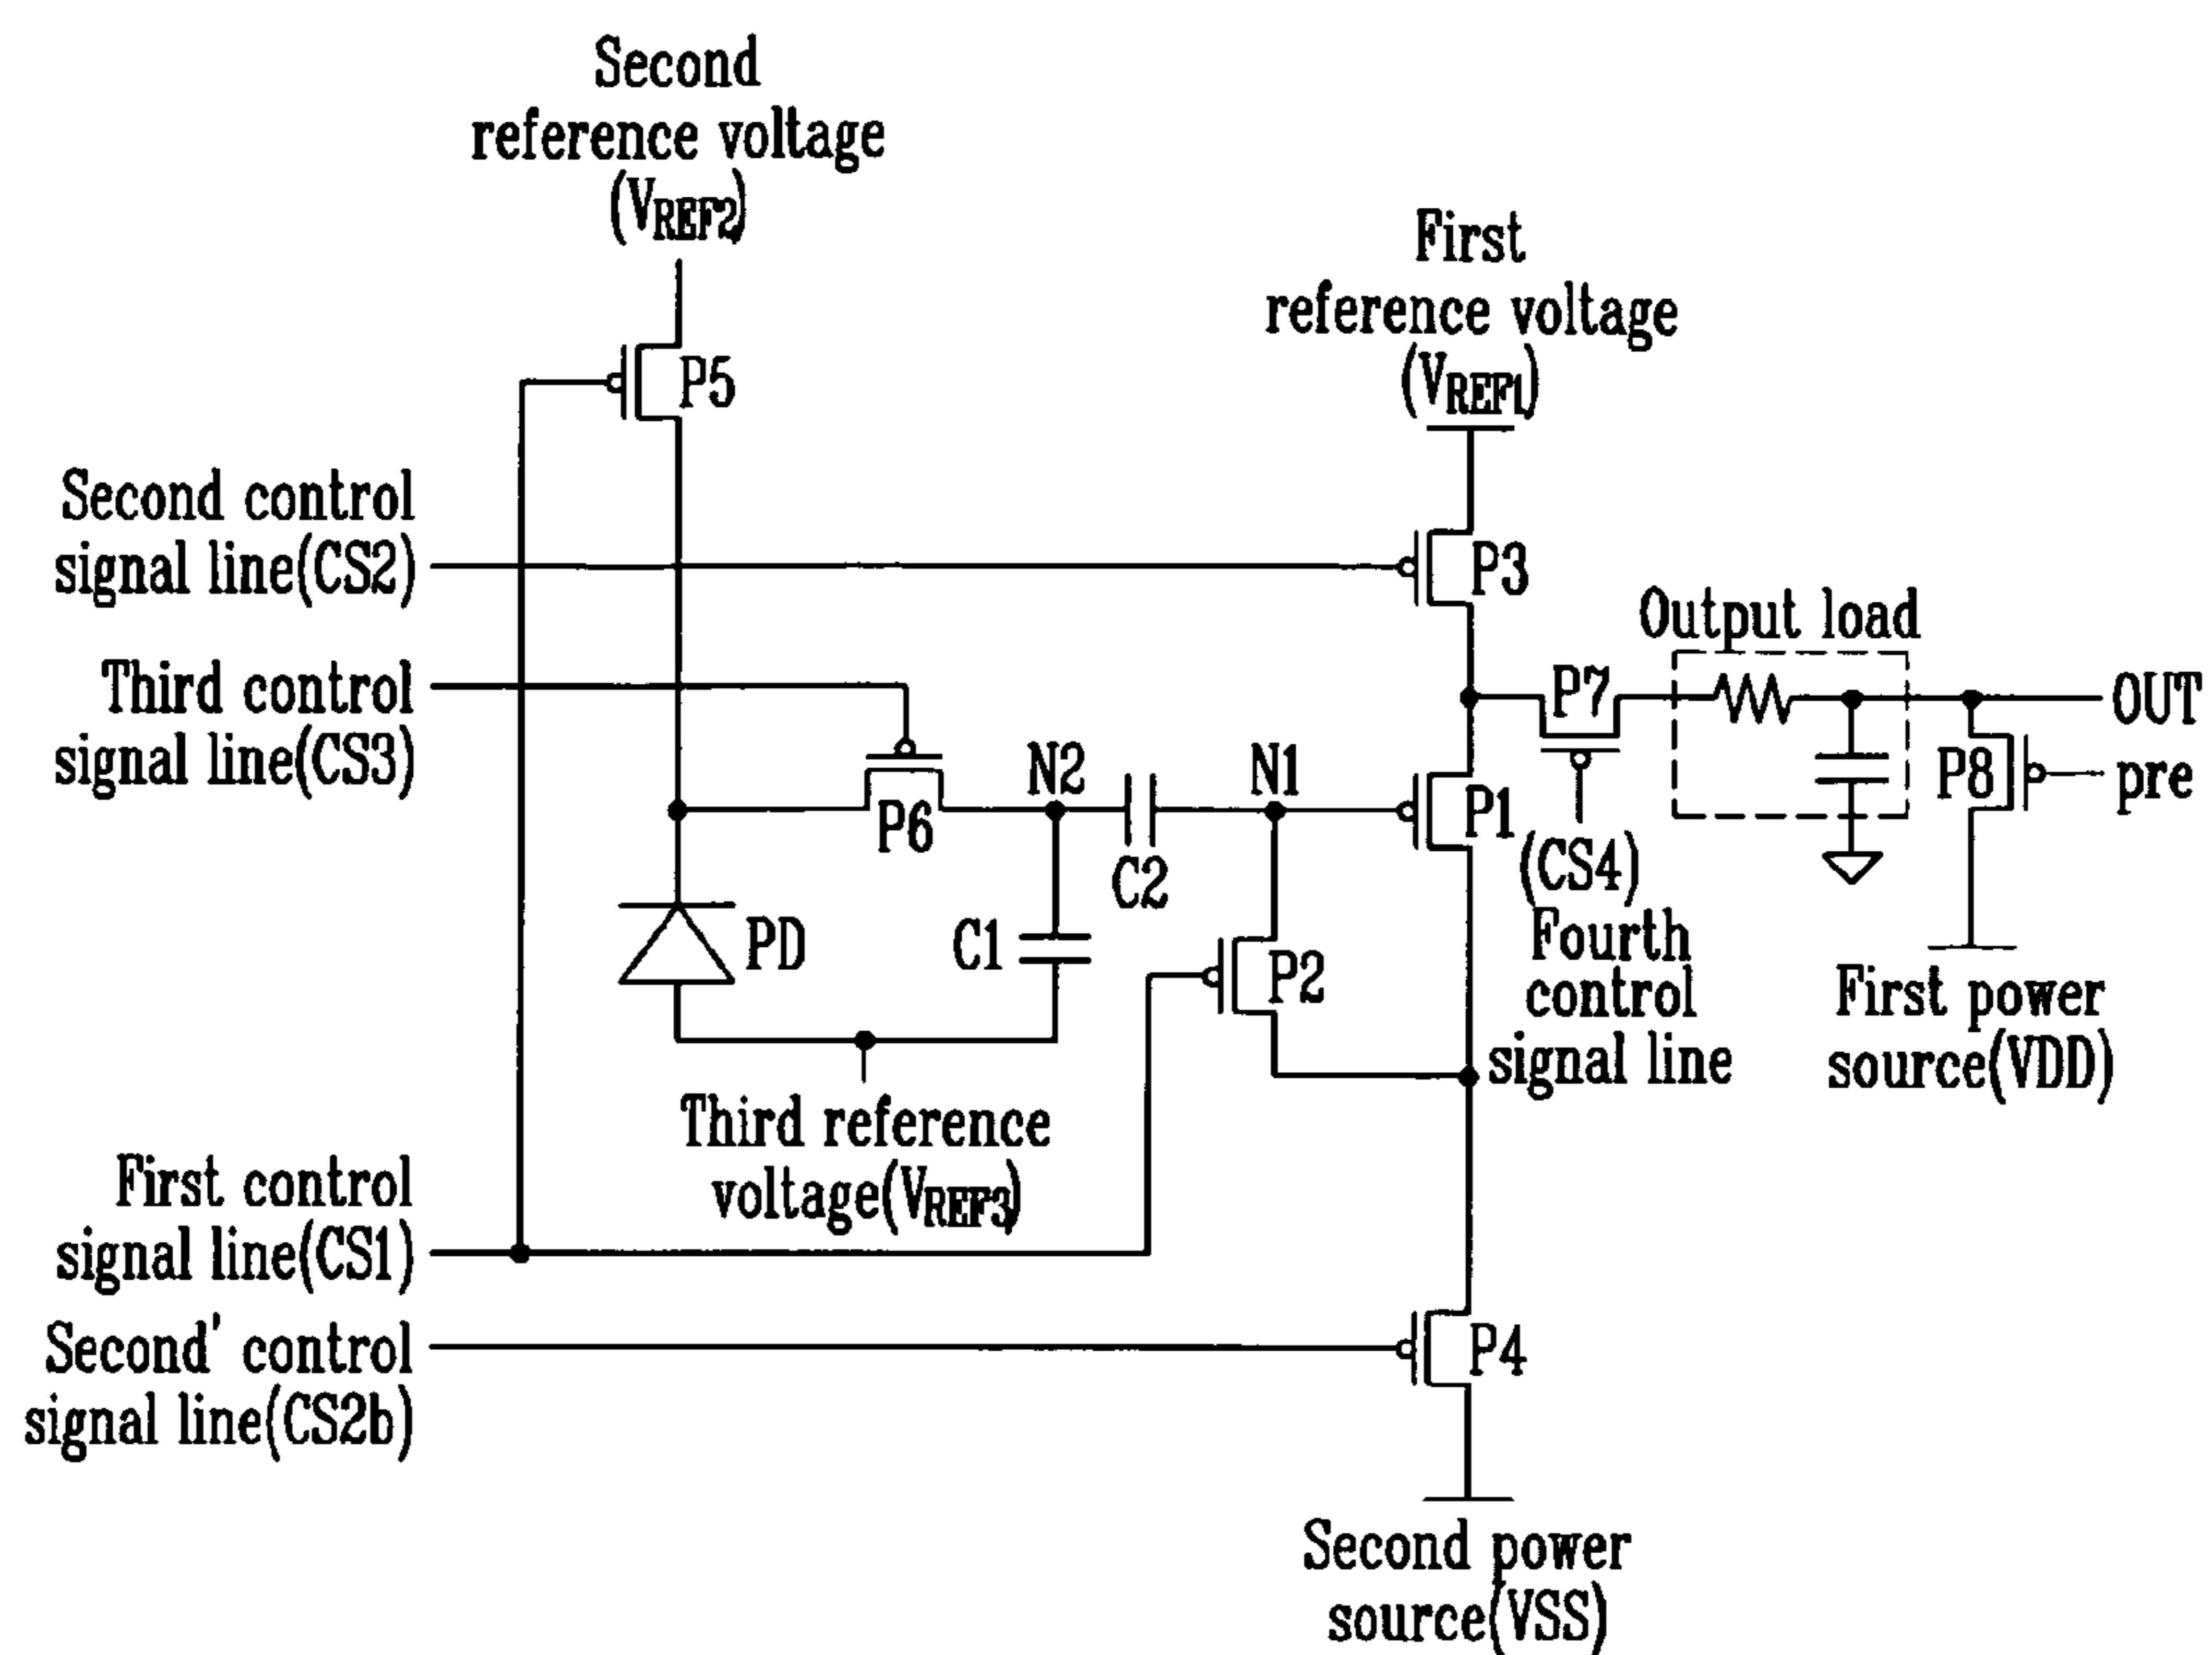 Second
reference voltage
(VREF2)
First
reference voltage
(VREF1)
P5
Second control
signal line(CS2)
P3
Output load
Third control
signal line(CS3)
P7
OUT
N2
N1
P8
pre
P6
P1
C2
(CS4)
Fourth
control
signal line
PD
C1
P2
First power
source(VDD)
Third reference
voltage(VREF3)
First control
signal line(CS1)
Second' control
signal line(CS2b)
P4
Second power
source(VSS)